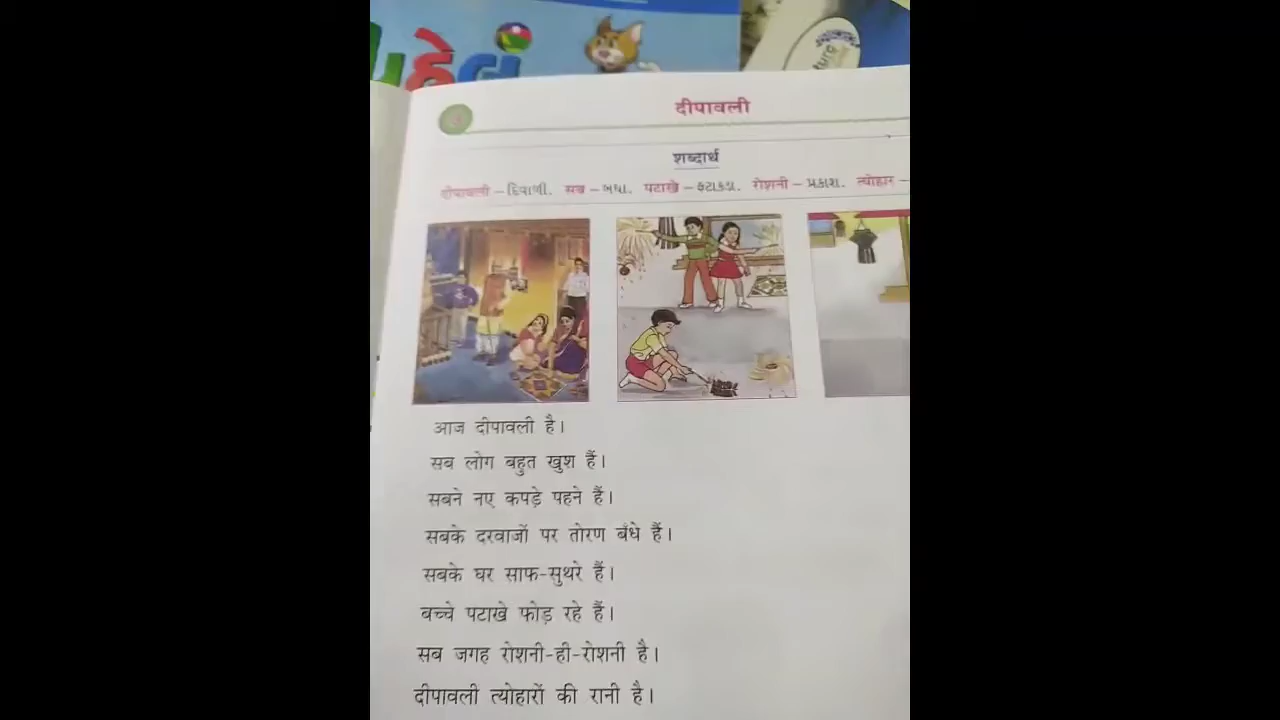 દીपावली
शब्दार्थ
दीपावली – દિવાળી. सब – બધા. पटाखे – ફટાકડા. रोशनी – પ્રકાશ. त्योहार –
आज दीपावली है।
सब लोग बहुत खुश हैं।
सबने नए कपड़े पहने हैं।
सबके दरवाजों पर तोरण बँधे हैं।
सबके घर साफ-सुथरे हैं।
बच्चे पटाखे फोड़ रहे हैं।
सब जगह रोशनी-ही-रोशनी है।
दीपावली त्योहारों की रानी है।